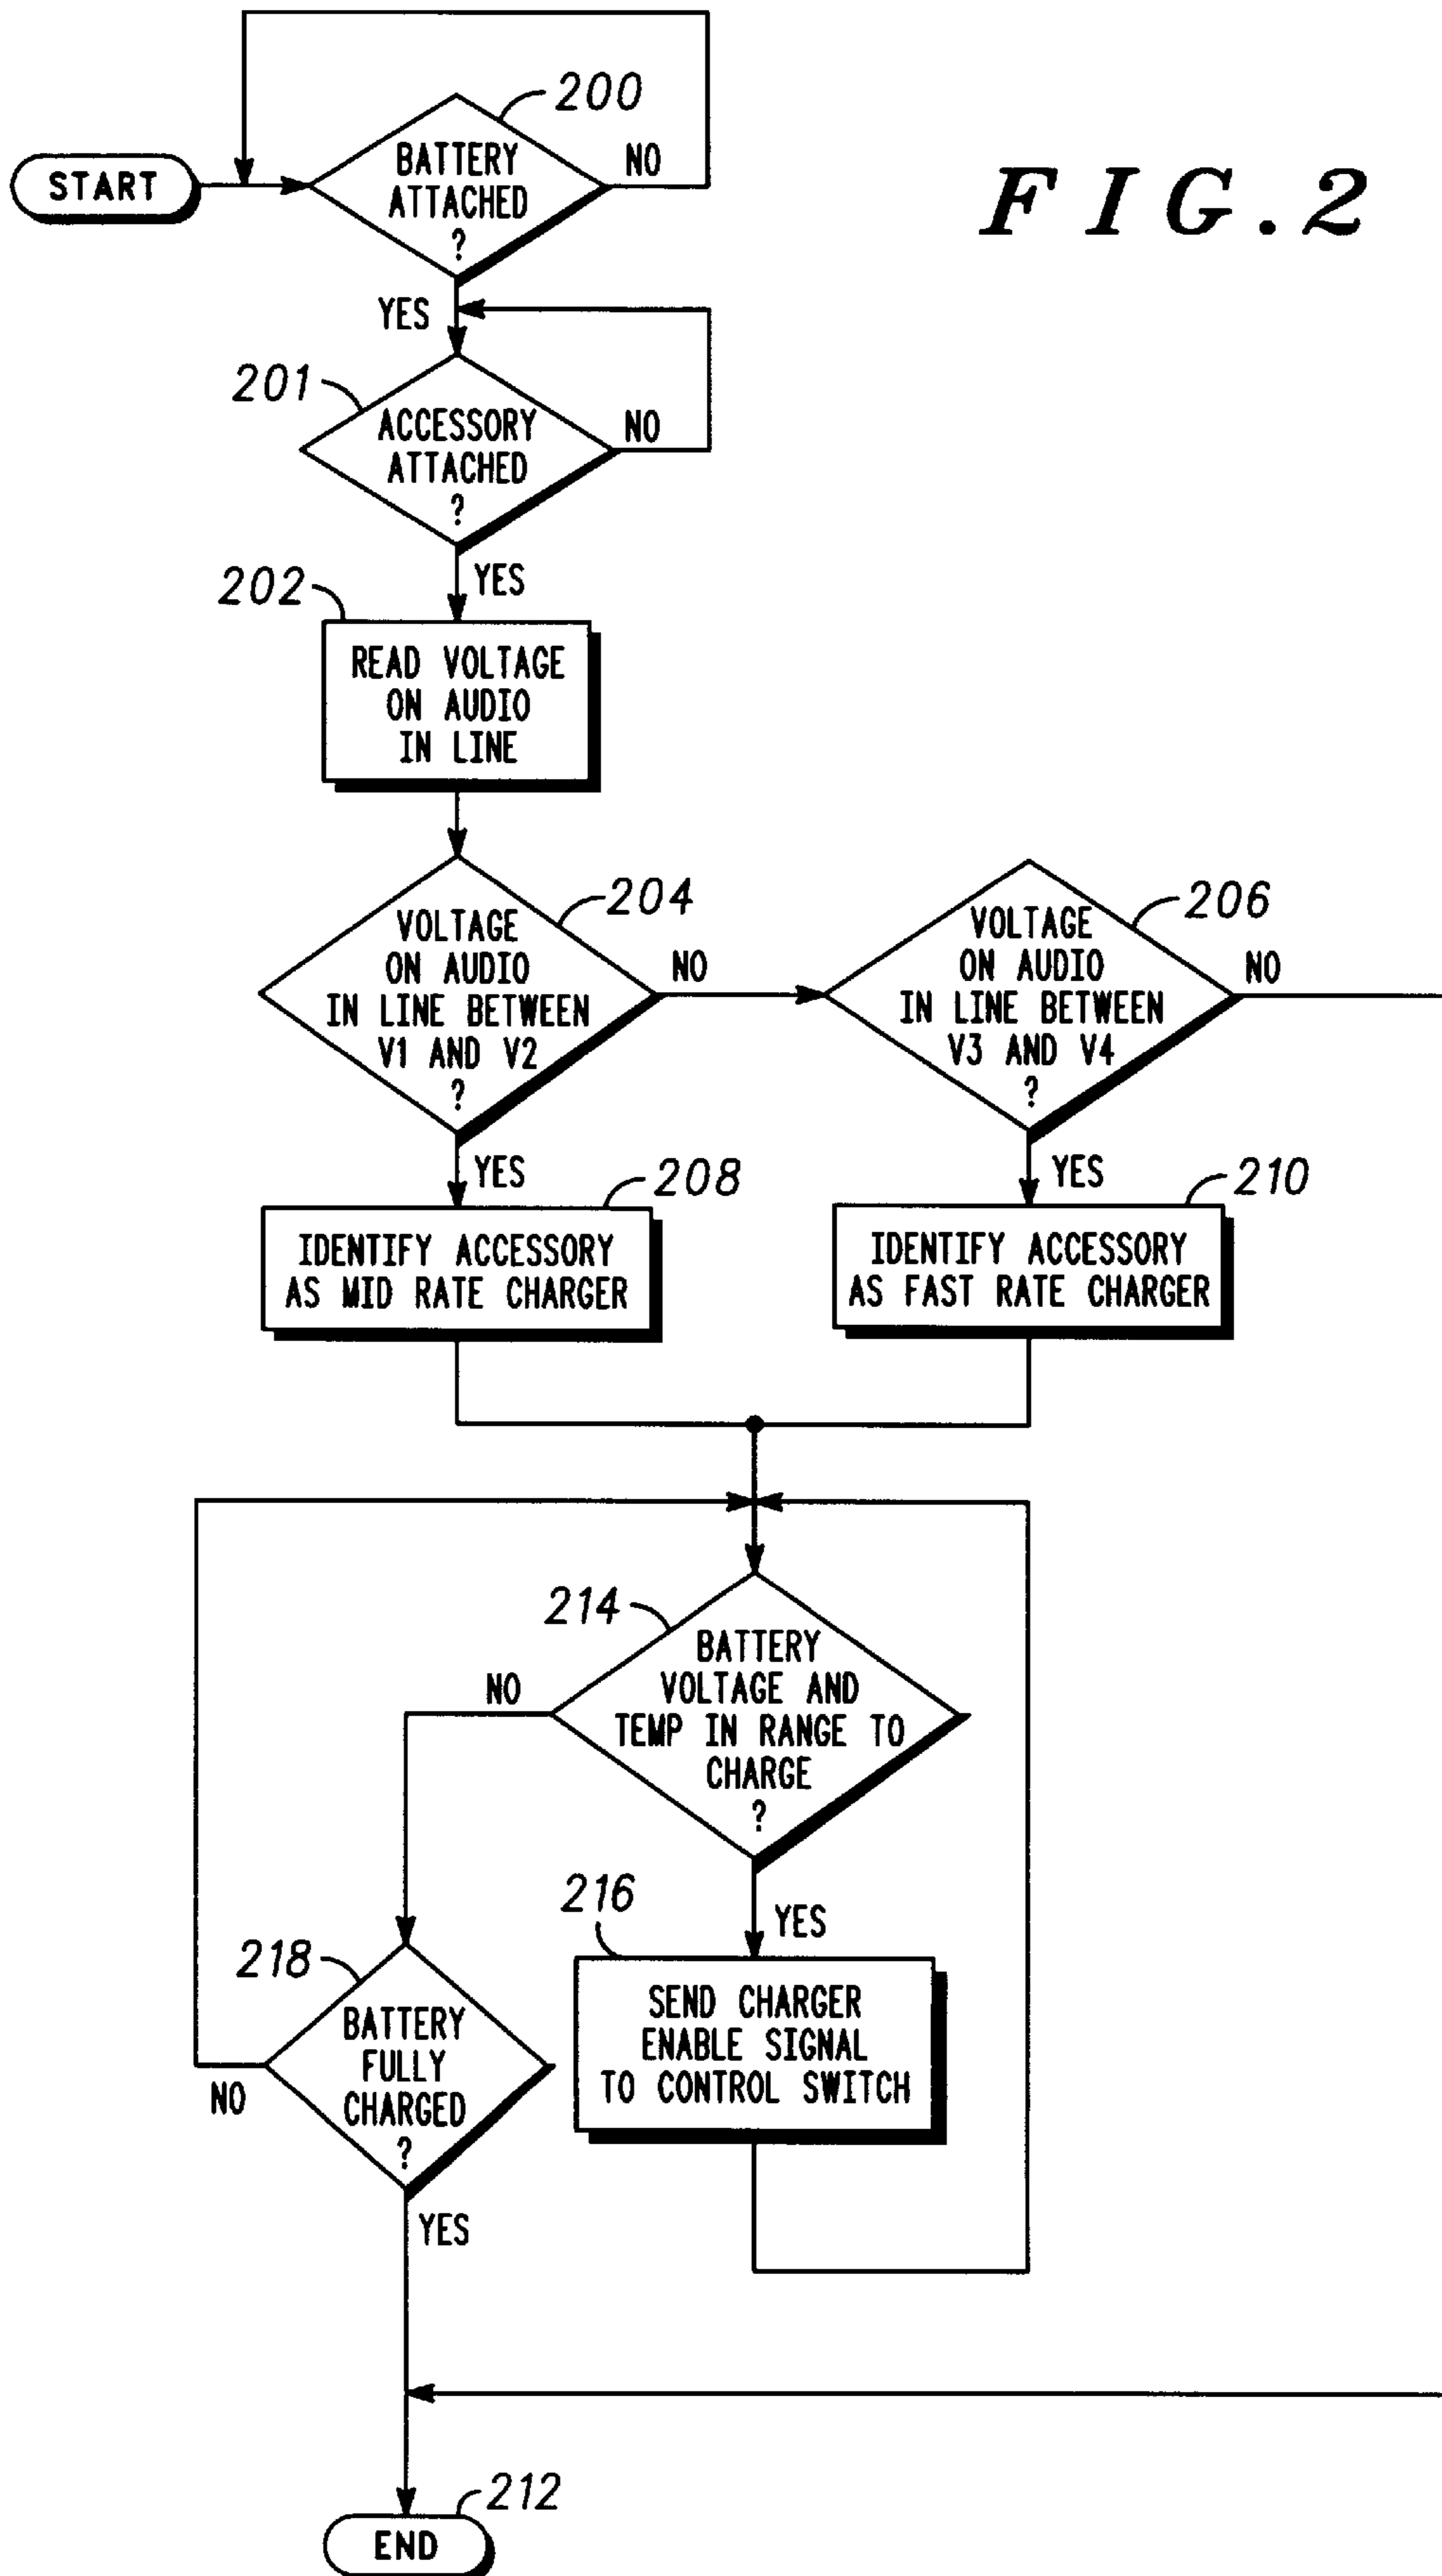 FIG.2
START
200
BATTERY
ATTACHED
?
NO
YES
201
ACCESSORY
ATTACHED
?
NO
YES
202
READ VOLTAGE
ON AUDIO
IN LINE
204
VOLTAGE
ON AUDIO
IN LINE BETWEEN
V1 AND V2
?
NO
YES
206
VOLTAGE
ON AUDIO
IN LINE BETWEEN
V3 AND V4
?
NO
YES
208
IDENTIFY ACCESSORY
AS MID RATE CHARGER
210
IDENTIFY ACCESSORY
AS FAST RATE CHARGER
214
BATTERY
VOLTAGE AND
TEMP IN RANGE TO
CHARGE
?
NO
YES
216
SEND CHARGER
ENABLE SIGNAL
TO CONTROL SWITCH
218
BATTERY
FULLY
CHARGED
?
NO
YES
212
END